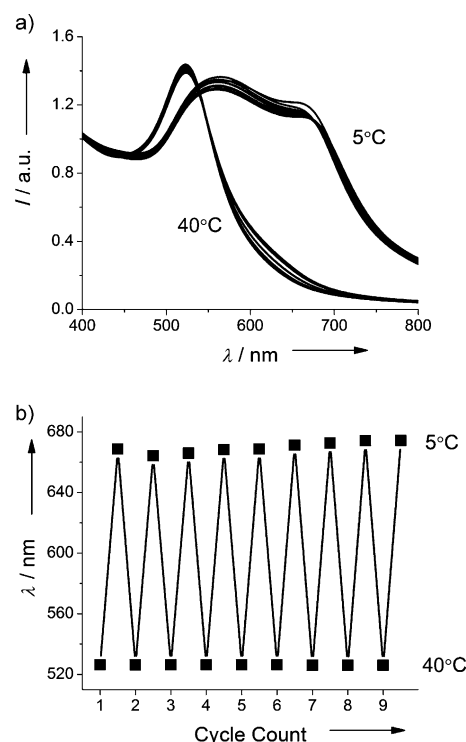 a)
I / a.u.
1.6
1.2
0.8
0.4
0.0
5°C
40°C
400 500 600 700 800
λ / nm
b)
λ / nm
680
640
600
560
520
5°C
40°C
1 2 3 4 5 6 7 8 9
Cycle Count